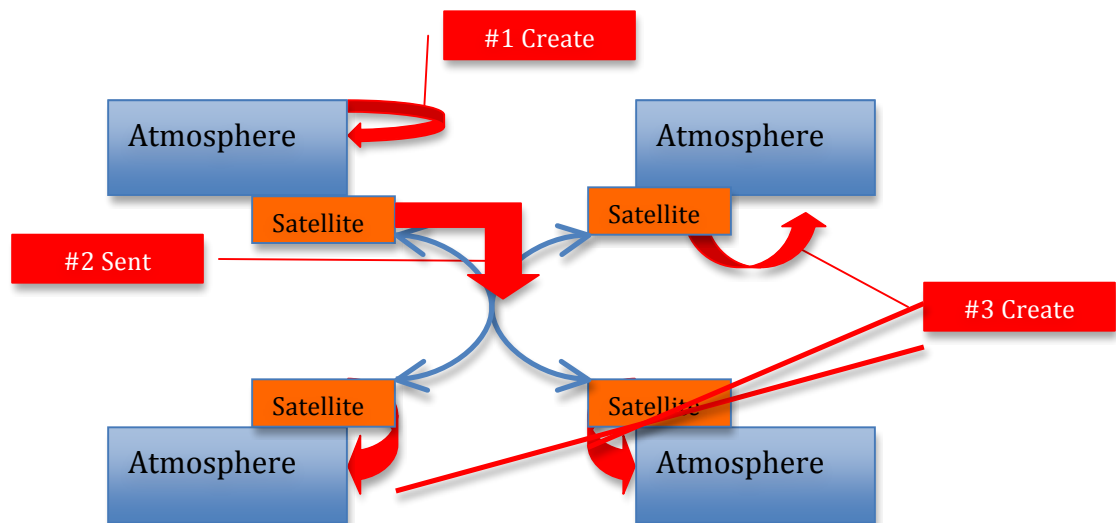 #1 Create
Atmosphere
Atmosphere
Satellite
Satellite
#2 Sent
#3 Create
Satellite
Satellite
Atmosphere
Atmosphere